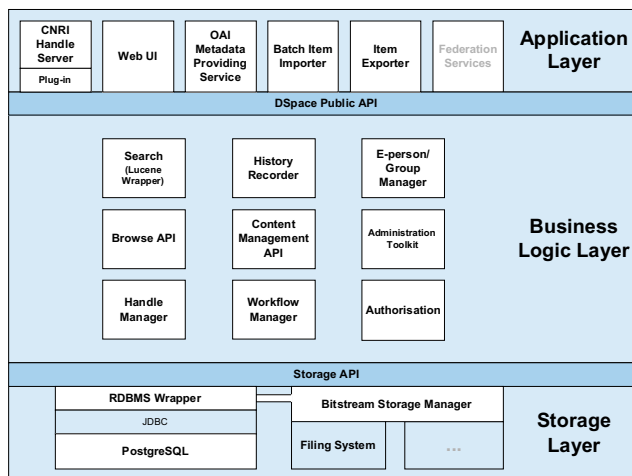 CNRI
Handle
Server
Plug-in
Web UI
OAI
Metadata
Providing
Service
Batch Item
Importer
Item
Exporter
Federation
Services
Application
Layer
DSpace Public API
Search
(Lucene
Wrapper)
History
Recorder
E-person/
Group
Manager
Browse API
Content
Management
API
Administration
Toolkit
Business
Logic Layer
Handle
Manager
Workflow
Manager
Authorisation
Storage API
RDBMS Wrapper
JDBC
PostgreSQL
Bitstream Storage Manager
Filing System
...
Storage
Layer